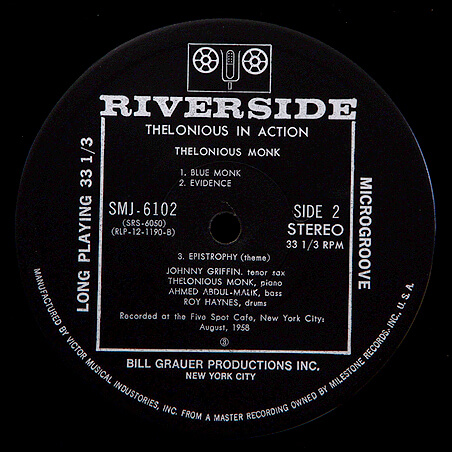 RIVERSIDE
THELONIOUS IN ACTION
THELONIOUS MONK
1. BLUE MONK
2. EVIDENCE
SMJ-6102
(SRS-6050)
(RLP-12-1190-B)
SIDE 2
STEREO
33 1/3 RPM
3. EPISTROPHY (theme)
JOHNNY GRIFFIN, tenor sax
THELONIOUS MONK, piano
AHMED ABDUL-MALIK, bass
ROY HAYNES, drums
Recorded at the Five Spot Cafe, New York City;
August, 1958
3
LONG PLAYING 33 1/3
MICROGROOVE
BILL GRAUER PRODUCTIONS INC.
NEW YORK CITY
MANUFACTURED BY VICTOR MUSICAL INDUSTRIES, INC. FROM A MASTER RECORDING OWNED BY MILESTONE RECORDS, INC., U. S. A.